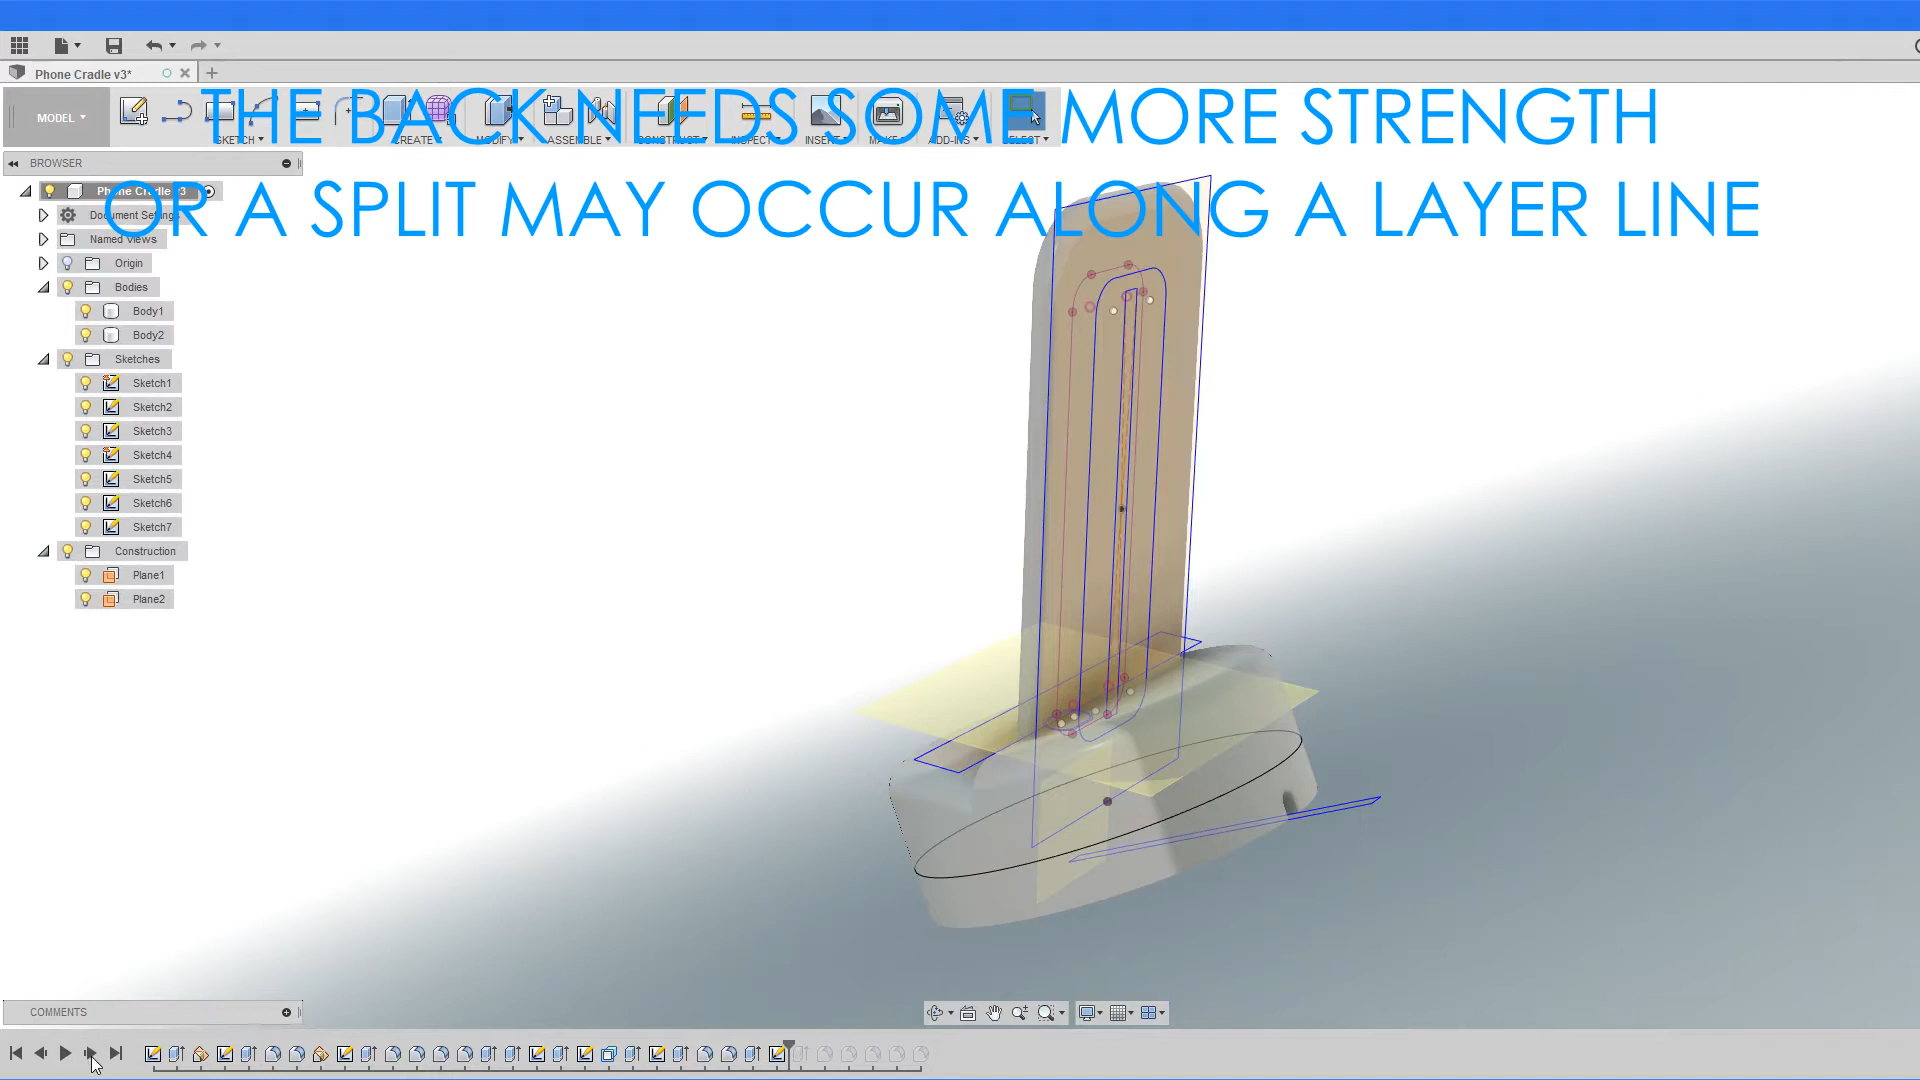 Phone Cradle v3*
THE BACK NEEDS SOME MORE STRENGTH
OR A SPLIT MAY OCCUR ALONG A LAYER LINE
MODEL
SKETCH
CREATE
MODIFY
ASSEMBLE
CONSTRUCT
INSPECT
INSERT
MAKE
ADD-INS
SELECT
BROWSER
Phone Cradle v3
Document Settings
Named Views
Origin
Bodies
Body1
Body2
Sketches
Sketch1
Sketch2
Sketch3
Sketch4
Sketch5
Sketch6
Sketch7
Construction
Plane1
Plane2
COMMENTS